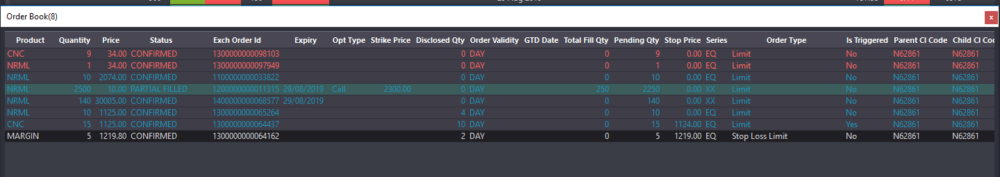 Order Book(8)
x
Product Quantity Price Status Exch Order Id Expiry Opt Type Strike Price Disclosed Qty Order Validity GTD Date Total Fill Qty Pending Qty Stop Price Series Order Type Is Triggered Parent Cl Code Child Cl Cod
CNC 9 34.00 CONFIRMED 1300000000098103 0 DAY 0 9 0.00 EQ Limit No N62861 N62861
NRML 1 34.00 CONFIRMED 1300000000097949 0 DAY 0 1 0.00 EQ Limit No N62861 N62861
NRML 10 2074.00 CONFIRMED 1100000000033822 0 DAY 0 10 0.00 EQ Limit No N62861 N62861
NRML 2500 10.00 PARTIAL FILLED 1200000000011315 29/08/2019 Call 2300.00 0 DAY 250 2250 0.00 XX Limit No N62861 N62861
NRML 140 30005.00 CONFIRMED 1400000000068577 29/08/2019 0 DAY 0 140 0.00 XX Limit No N62861 N62861
NRML 10 1125.00 CONFIRMED 1300000000065264 4 DAY 0 10 0.00 EQ Limit No N62861 N62861
CNC 15 1125.00 CONFIRMED 1300000000064437 10 DAY 0 15 1124.00 EQ Limit Yes N62861 N62861
MARGIN 5 1219.80 CONFIRMED 1300000000064162 2 DAY 0 5 1219.00 EQ Stop Loss Limit No N62861 N62861